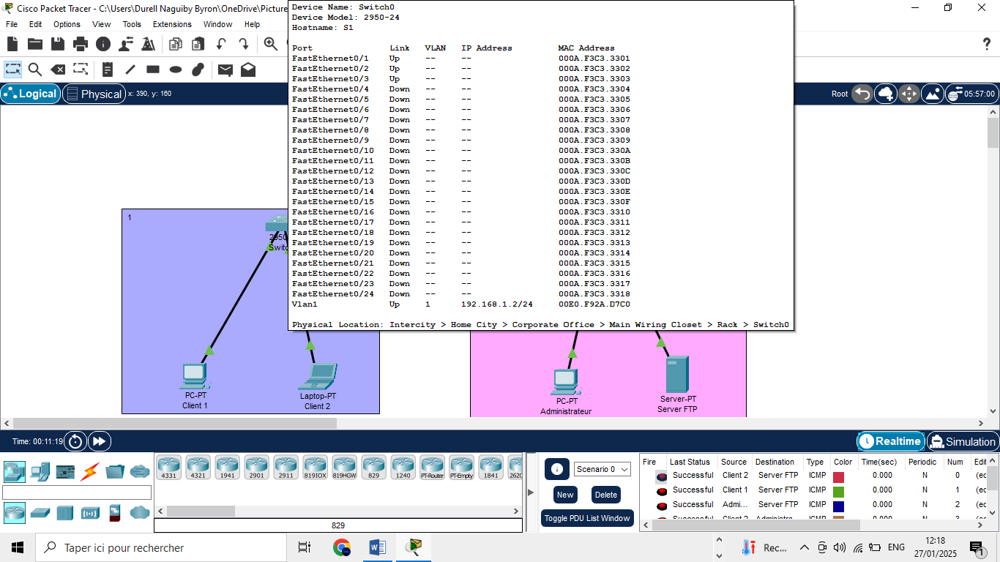 Cisco Packet Tracer - C:\Users\Durell Naguiby Byron\OneDrive\Picture
File Edit Options View Tools Extensions Window Help
Logical Physical x: 390, y: 160
Root 05:57:00
Device Name: Switch0
Device Model: 2950-24
Hostname: S1
Port Link VLAN IP Address MAC Address
FastEthernet0/1 Up -- -- 000A.F3C3.3301
FastEthernet0/2 Up -- -- 000A.F3C3.3302
FastEthernet0/3 Up -- -- 000A.F3C3.3303
FastEthernet0/4 Down -- -- 000A.F3C3.3304
FastEthernet0/5 Down -- -- 000A.F3C3.3305
FastEthernet0/6 Down -- -- 000A.F3C3.3306
FastEthernet0/7 Down -- -- 000A.F3C3.3307
FastEthernet0/8 Down -- -- 000A.F3C3.3308
FastEthernet0/9 Down -- -- 000A.F3C3.3309
FastEthernet0/10 Down -- -- 000A.F3C3.330A
FastEthernet0/11 Down -- -- 000A.F3C3.330B
FastEthernet0/12 Down -- -- 000A.F3C3.330C
FastEthernet0/13 Down -- -- 000A.F3C3.330D
FastEthernet0/14 Down -- -- 000A.F3C3.330E
FastEthernet0/15 Down -- -- 000A.F3C3.330F
FastEthernet0/16 Down -- -- 000A.F3C3.3310
FastEthernet0/17 Down -- -- 000A.F3C3.3311
FastEthernet0/18 Down -- -- 000A.F3C3.3312
FastEthernet0/19 Down -- -- 000A.F3C3.3313
FastEthernet0/20 Down -- -- 000A.F3C3.3314
FastEthernet0/21 Down -- -- 000A.F3C3.3315
FastEthernet0/22 Down -- -- 000A.F3C3.3316
FastEthernet0/23 Down -- -- 000A.F3C3.3317
FastEthernet0/24 Down -- -- 000A.F3C3.3318
Vlan1 Up 1 192.168.1.2/24 00E0.F92A.D7C0
Physical Location: Intercity > Home City > Corporate Office > Main Wiring Closet > Rack > Switch0
1
2950
Switc
PC-PT
Client 1
Laptop-PT
Client 2
PC-PT
Administrateur
Server-PT
Server FTP
Time: 00:11:19
Realtime Simulation
4331 4321 1941 2901 2911 819IOX 819HGW 829 1240 PT-Router PT-Empty 1841 2620
829
Scenario 0
New Delete
Toggle PDU List Window
Fire Last Status Source Destination Type Color Time(sec) Periodic Num Edi
Successful Client 2 Server FTP ICMP 0.000 N 0 (ec
Successful Client 1 Server FTP ICMP 0.000 N 1 (ec
Successful Admi... Server FTP ICMP 0.000 N 2 (ec
Successful Client 2 Administra ICMP 0.000 N 3 (ec
Taper ici pour rechercher
Rec... ENG
12:18
27/01/2025
1